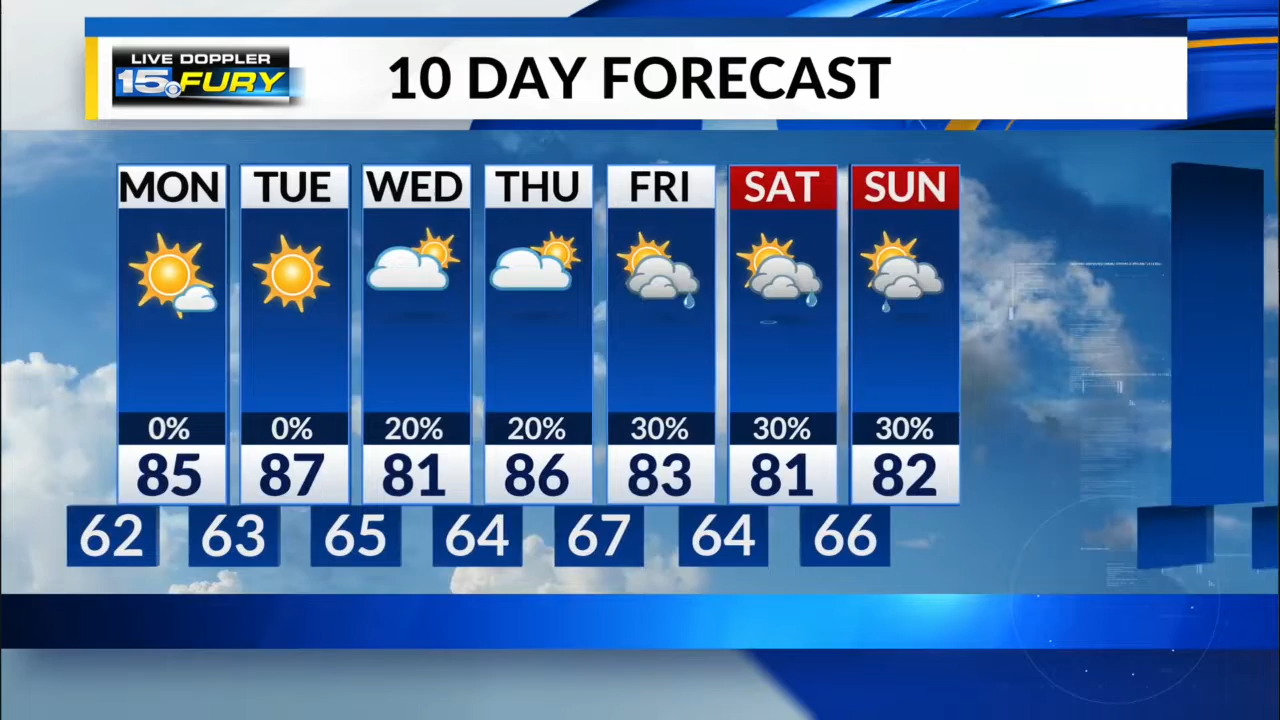 LIVE DOPPLER
15 FURY
10 DAY FORECAST
MON TUE WED THU FRI SAT SUN
0% 0% 20% 20% 30% 30% 30%
85 87 81 86 83 81 82
62 63 65 64 67 64 66